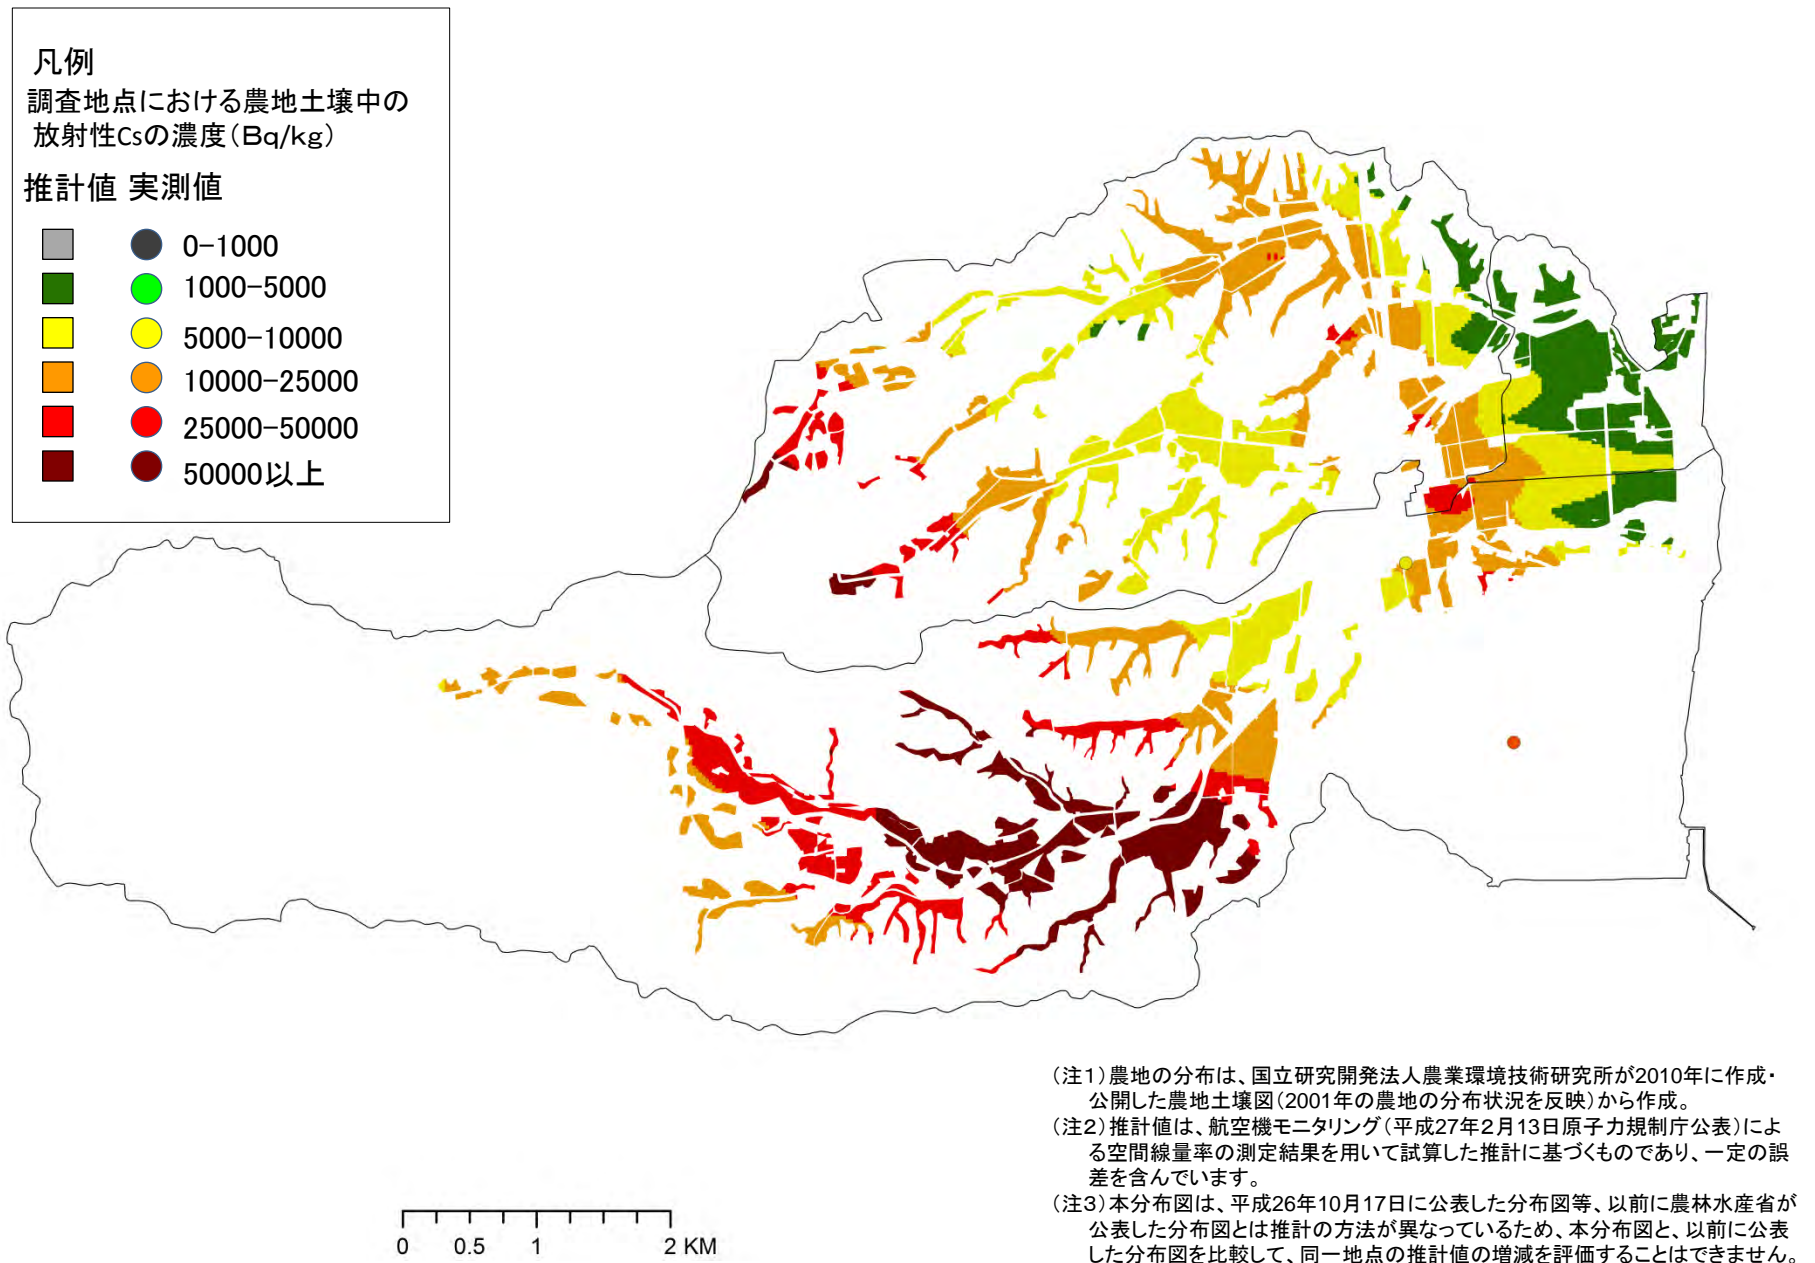 凡例
調査地点における農地土壌中の
放射性Csの濃度(Bq/kg)
推計値 実測値
0-1000
1000-5000
5000-10000
10000-25000
25000-50000
50000以上
(注1)農地の分布は、国立研究開発法人農業環境技術研究所が2010年に作成・
公開した農地土壌図(2001年の農地の分布状況を反映)から作成。
(注2)推計値は、航空機モニタリング(平成27年2月13日原子力規制庁公表)によ
る空間線量率の測定結果を用いて試算した推計に基づくものであり、一定の誤
差を含んでいます。
(注3)本分布図は、平成26年10月17日に公表した分布図等、以前に農林水産省が
公表した分布図とは推計の方法が異なっているため、本分布図と、以前に公表
した分布図を比較して、同一地点の推計値の増減を評価することはできません。
0 0.5 1 2 KM